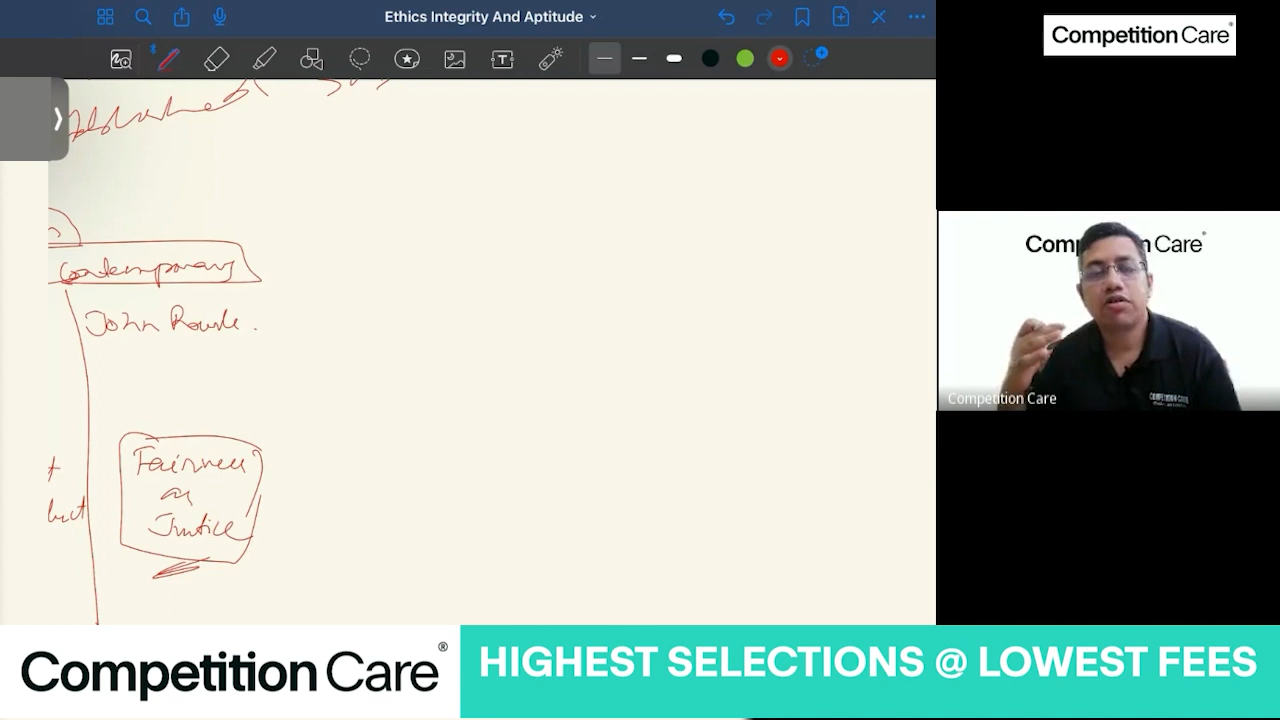 Ethics Integrity And Aptitude
Competition Care
Contemporary
John Rawls.
Competition Care
Competition Care
Fairness
as
Justice
Competition Care®
HIGHEST SELECTIONS @ LOWEST FEES